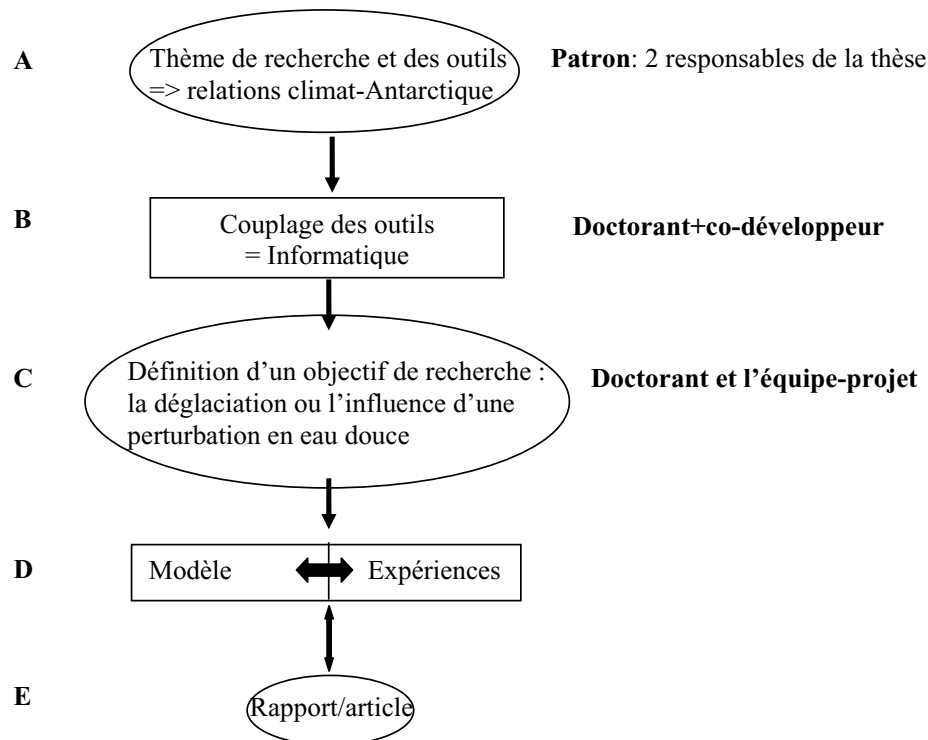 A
Thème de recherche et des outils
=> relations climat-Antarctique
Patron: 2 responsables de la thèse
B
Couplage des outils
= Informatique
Doctorant+co-développeur
C
Définition d’un objectif de recherche :
la déglaciation ou l’influence d’une
perturbation en eau douce
Doctorant et l’équipe-projet
D
Modèle
Expériences
E
Rapport/article